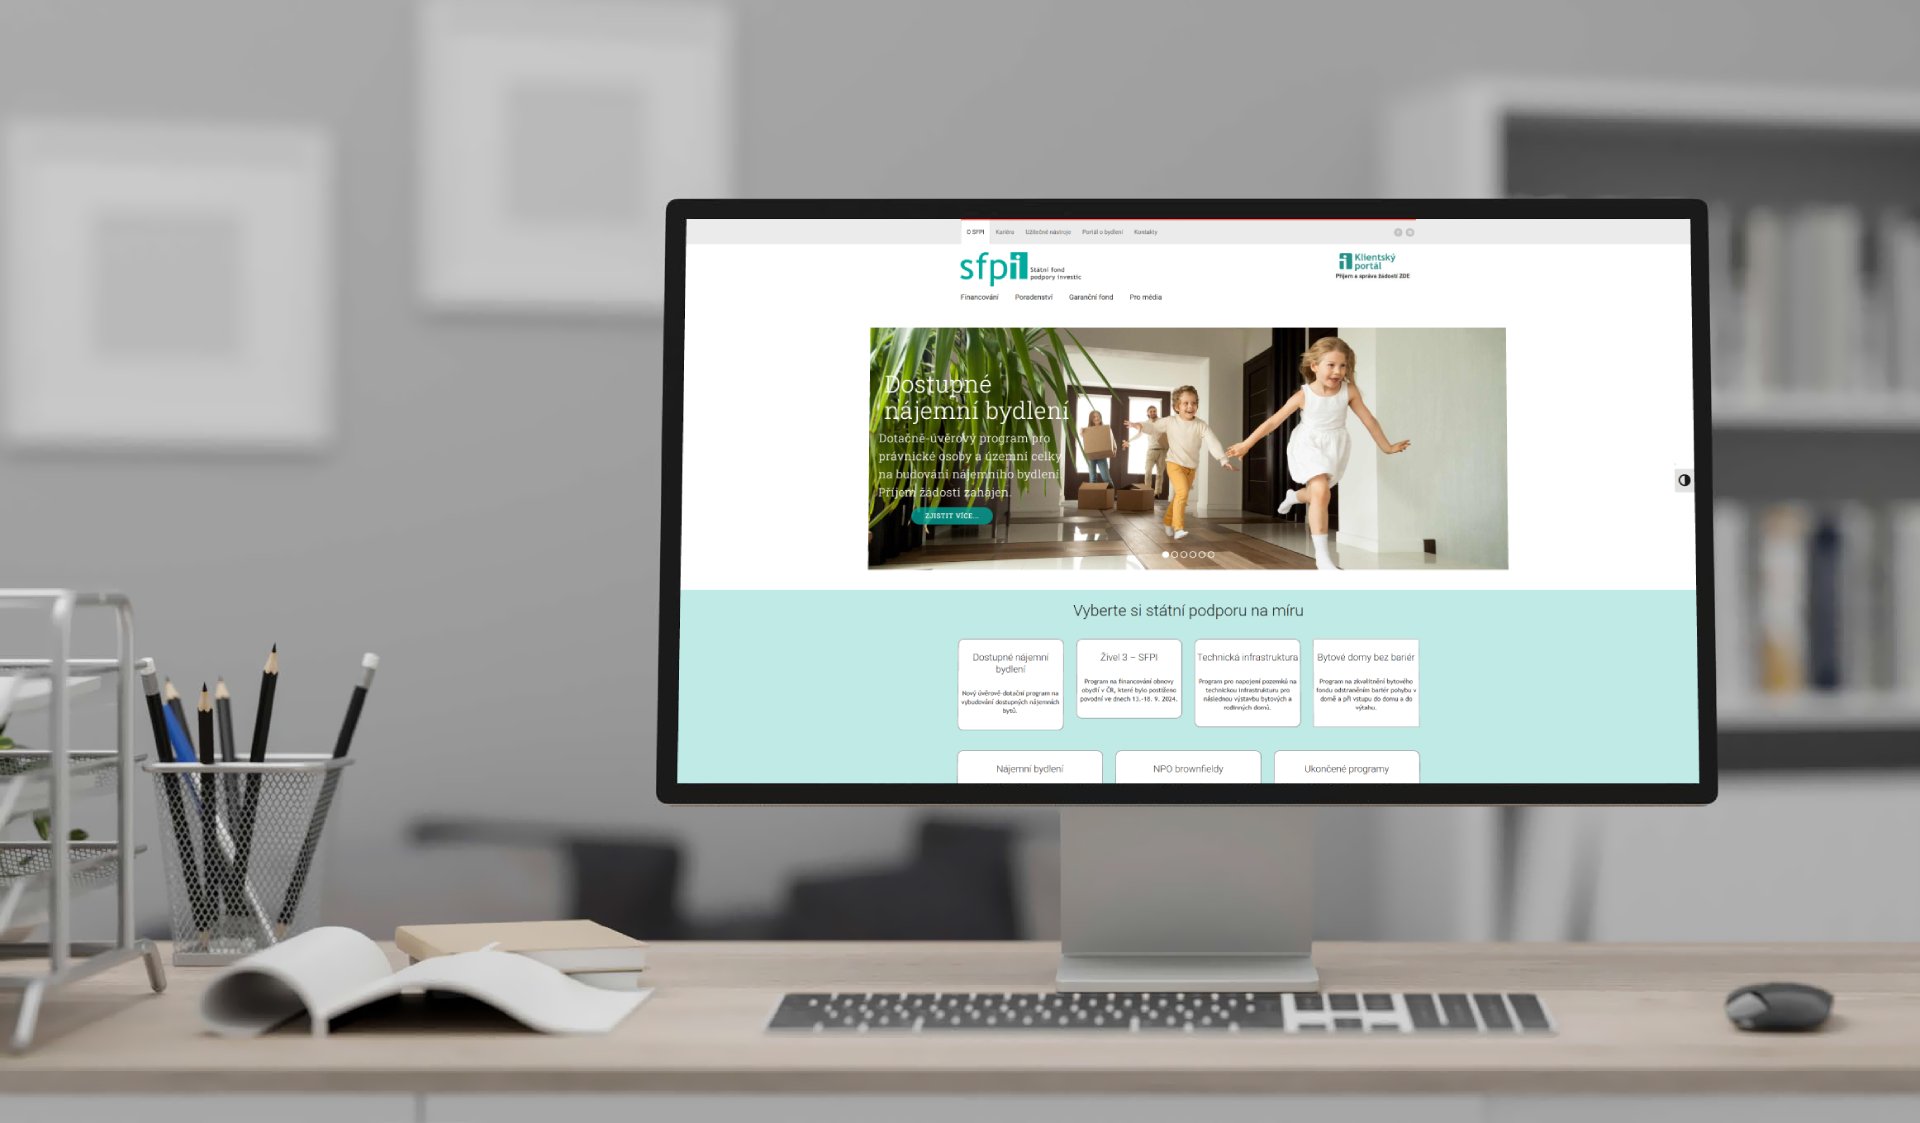 O SFPI Kariéra Užitečné nástroje Portál o bydlení Kontakty
sfpi Státní fond
podpory investic
Klientský
portál
Příjem a správa žádostí ZDE
Financování Poradenství Garanční fond Pro média
Dostupné
nájemní bydlení
Dotačně-úvěrový program pro
právnické osoby a územní celky
na budování nájemního bydlení.
Příjem žádostí zahájen.
ZJISTIT VÍCE...
Vyberte si státní podporu na míru
Dostupné nájemní
bydlení
Nový úvěrově dotační program na
vybudování dostupných nájemních
bytů.
Živel 3 – SFPI
Program na financování obnovy
obydlí v ČR, které bylo postiženo
povodní ve dnech 13.-18. 9. 2024.
Technická infrastruktura
Program pro napojení pozemků na
technickou infrastrukturu pro
následnou výstavbu bytových a
rodinných domů.
Bytové domy bez bariér
Program na zkvalitnění bytového
fondu odstraněním bariér pohybu v
domě a při vstupu do domu a do
výtahu.
Nájemní bydlení
NPO brownfieldy
Ukončené programy